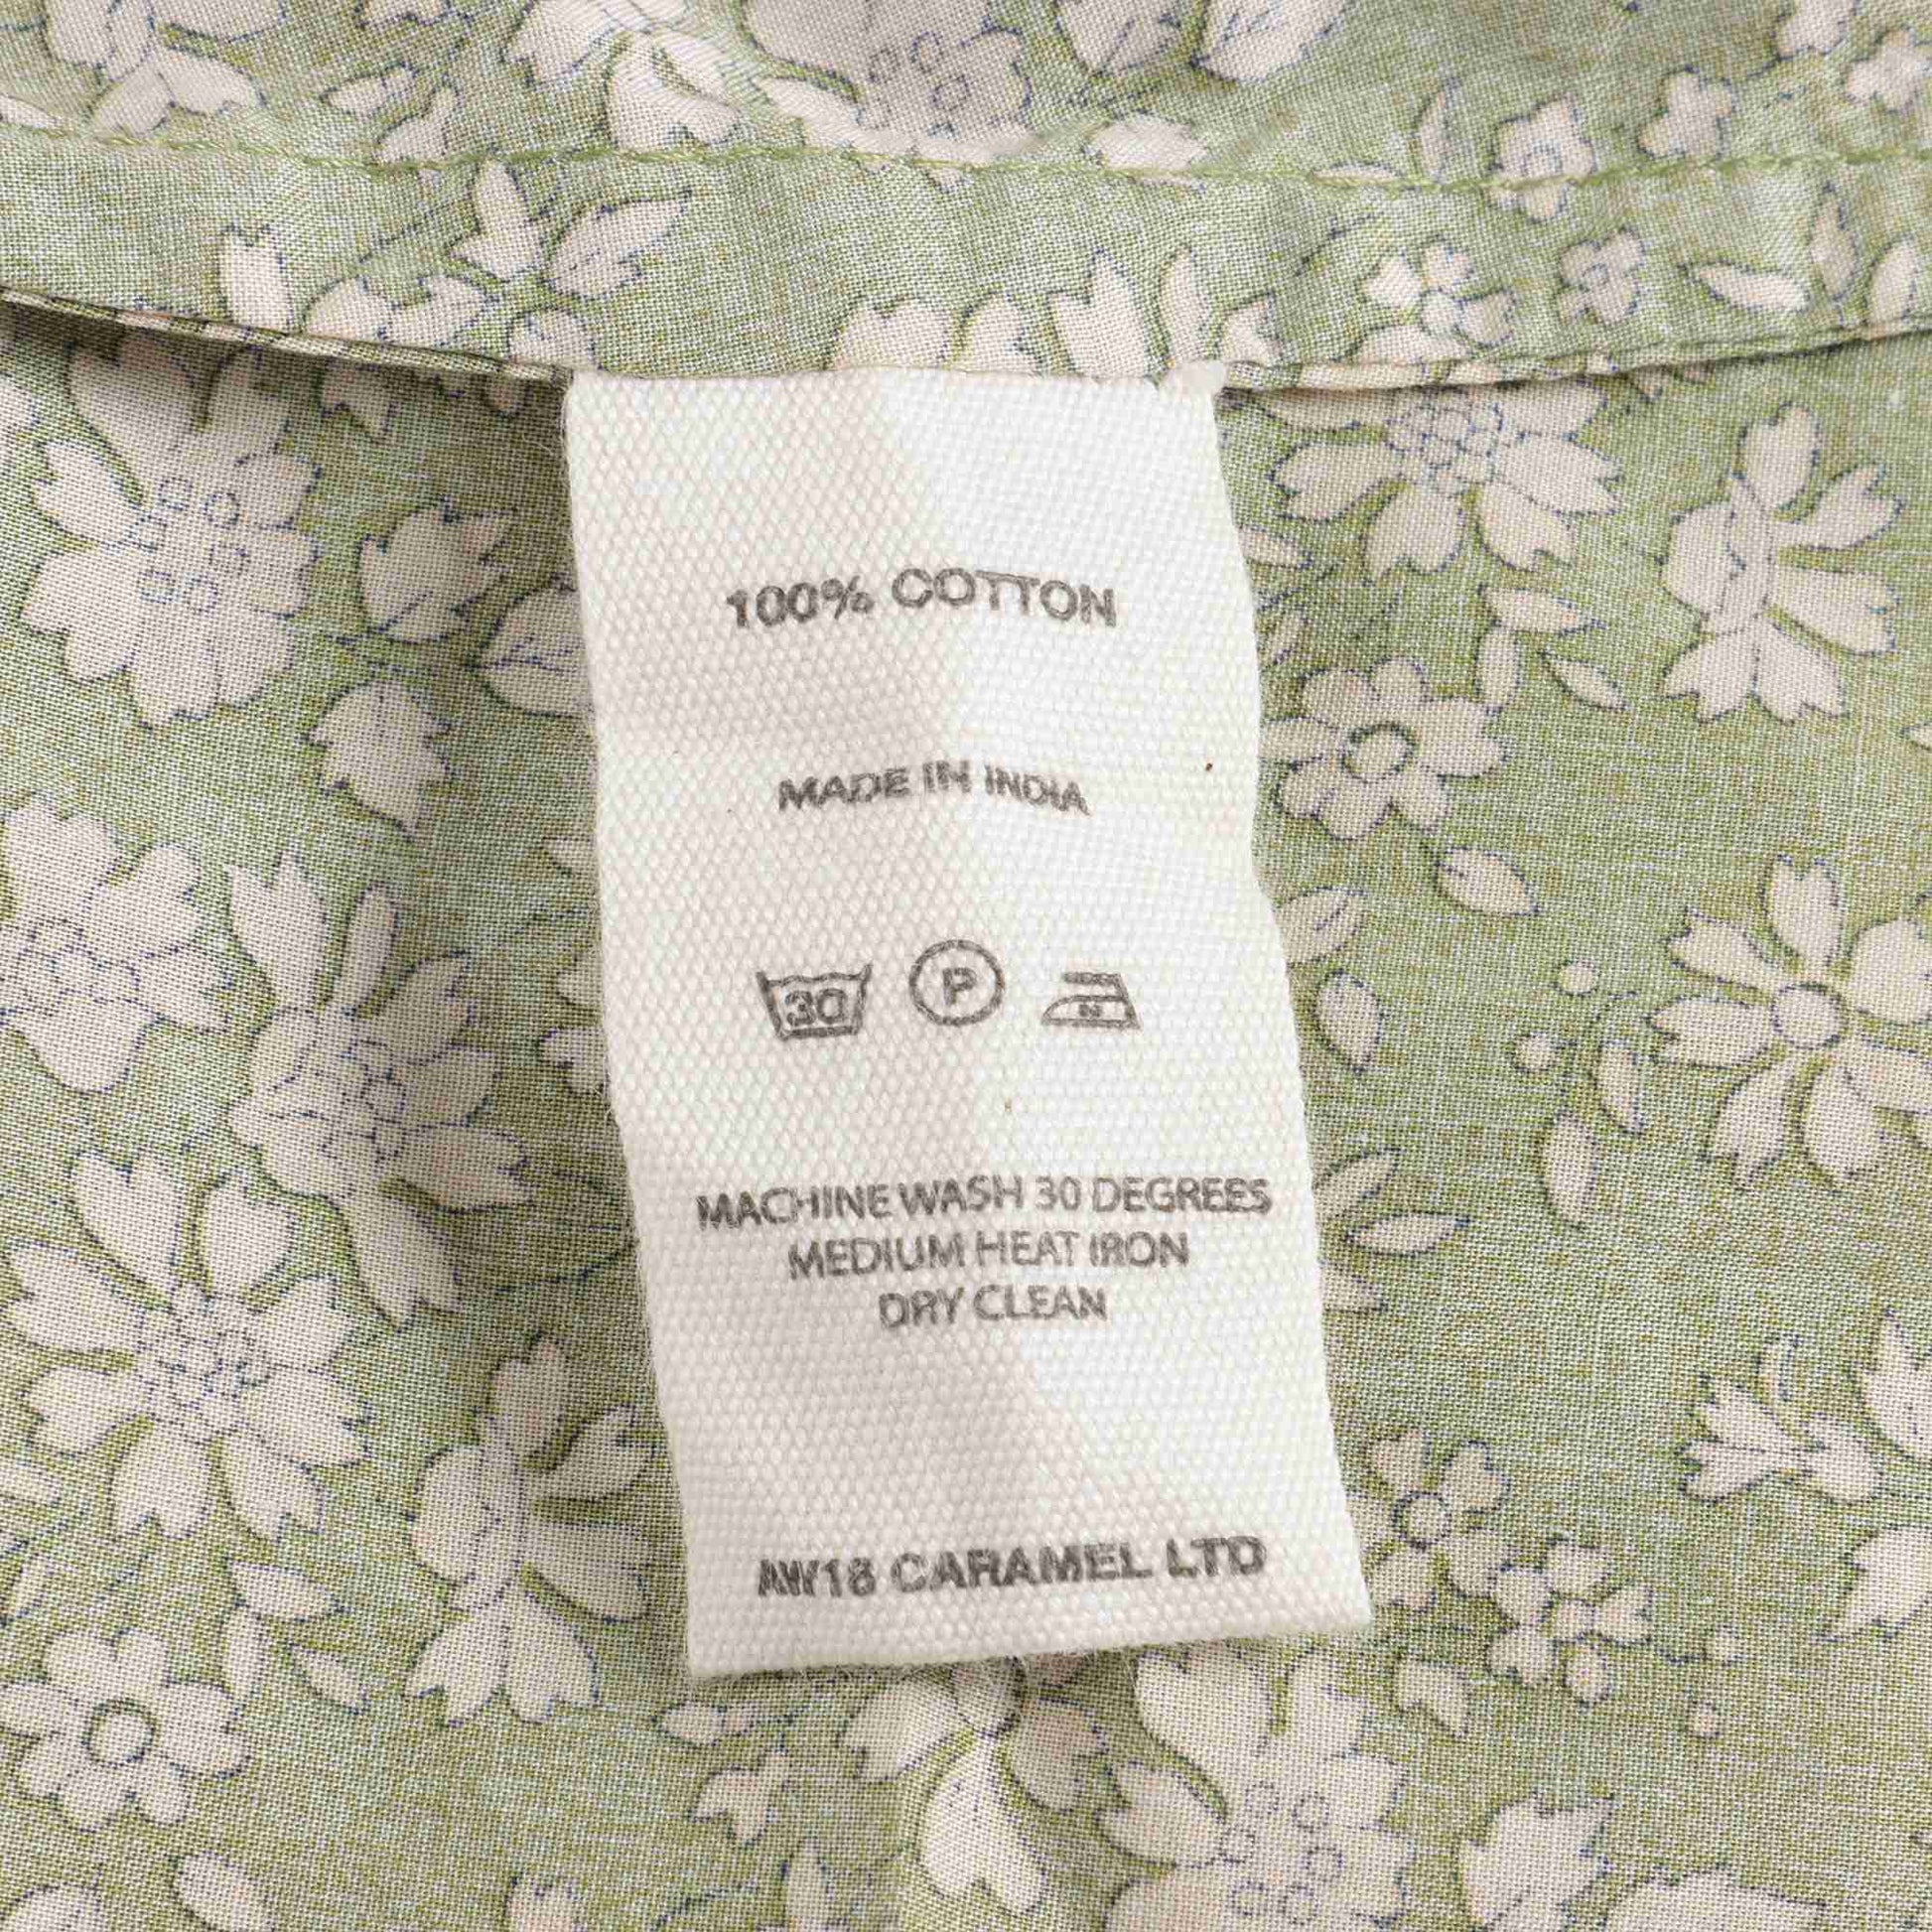 100% COTTON
MADE IN INDIA
30 P N
MACHINE WASH 30 DEGREES
MEDIUM HEAT IRON
DRY CLEAN
AW18 CARAMEL LTD